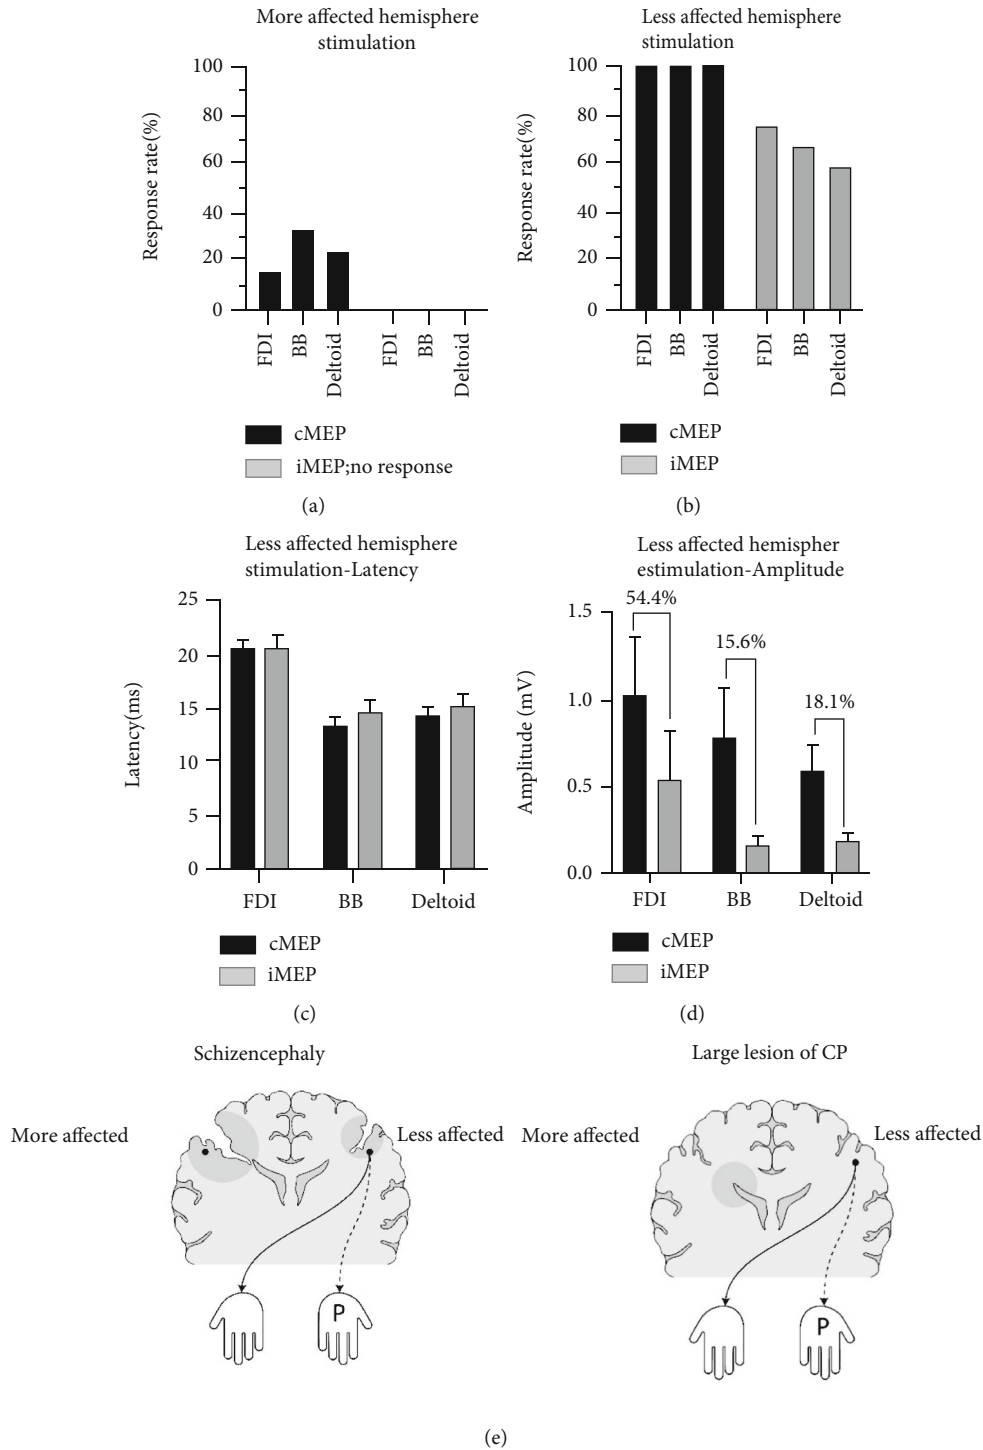 More affected hemisphere
stimulation
100
80
60
40
20
0
Response rate(%)
FDI
BB
Deltoid
FDI
BB
Deltoid
cMEP
iMEP;no response
(a)
Less affected hemisphere
stimulation
100
80
60
40
20
0
Response rate(%)
FDI
BB
Deltoid
FDI
BB
Deltoid
cMEP
iMEP
(b)
Less affected hemisphere
stimulation-Latency
25
20
15
10
5
0
Latency(ms)
FDI
BB
Deltoid
cMEP
iMEP
(c)
Less affected hemispher
estimulation-Amplitude
1.5
1.0
0.5
0.0
Amplitude (mV)
54.4%
15.6%
18.1%
FDI
BB
Deltoid
cMEP
iMEP
(d)
Schizencephaly
More affected
Less affected
P
Large lesion of CP
More affected
Less affected
P
(e)